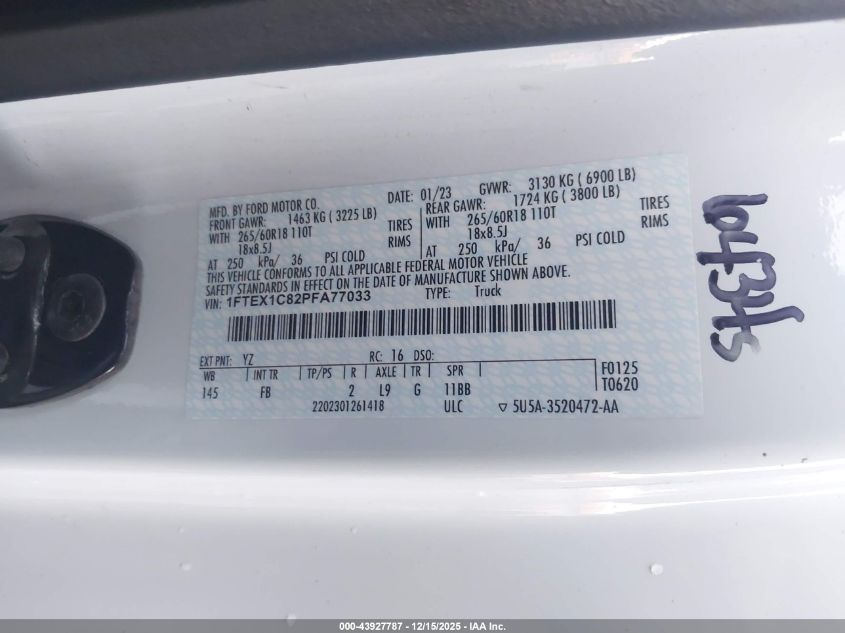 MFD. BY FORD MOTOR CO. DATE: 01/23 GVWR: 3130 KG ( 6900 LB)
FRONT GAWR: 1463 KG ( 3225 LB) REAR GAWR: 1724 KG ( 3800 LB)
WITH 265/60R18 110T TIRES WITH 265/60R18 110T TIRES
18x8.5J RIMS 18x8.5J RIMS
AT 250 kPa/ 36 PSI COLD AT 250 kPa/ 36 PSI COLD
THIS VEHICLE CONFORMS TO ALL APPLICABLE FEDERAL MOTOR VEHICLE
SAFETY STANDARDS IN EFFECT ON THE DATE OF MANUFACTURE SHOWN ABOVE.
VIN: 1FTEX1C82PFA77033 TYPE: Truck
EXT PNT: YZ RC: 16 DSO:
WB INT TR TP/PS R AXLE TR SPR F0125
145 FB 2 L9 G 11BB T0620
2202301261418 ULC ▽ 5U5A-3520472-AA
000-43927787 - 12/15/2025 - IAA Inc.